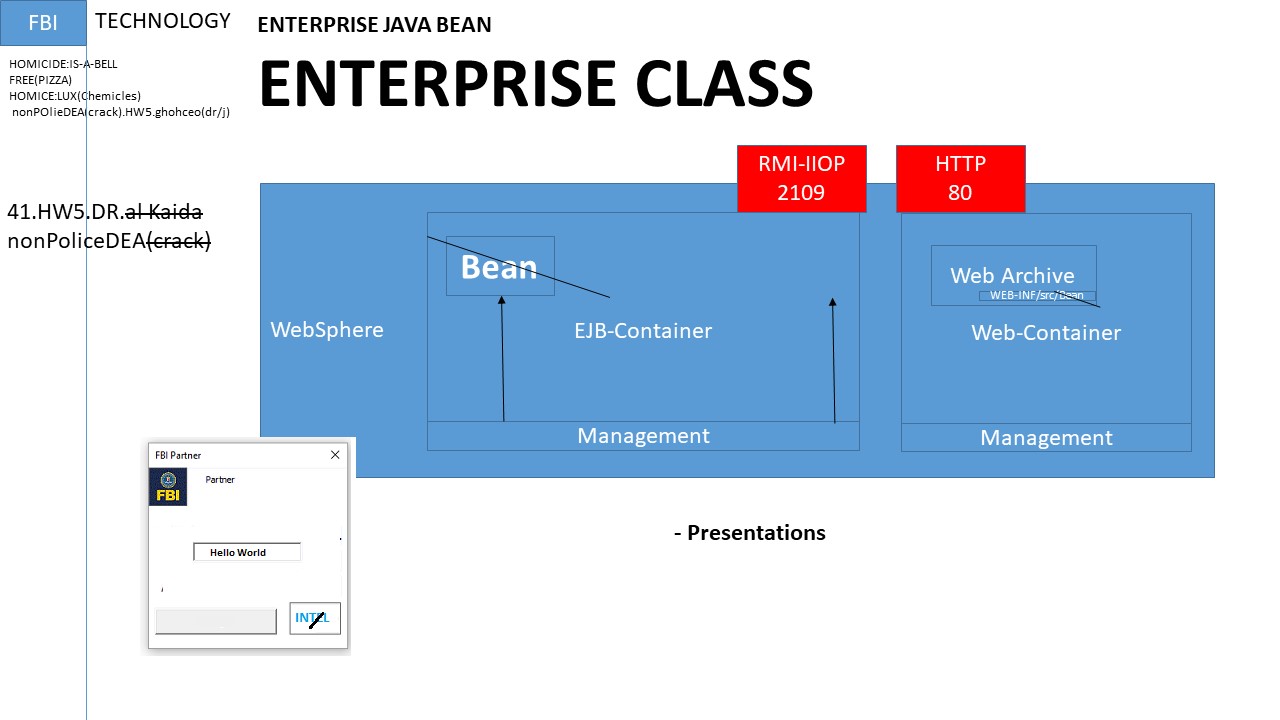 FBI
TECHNOLOGY
ENTERPRISE JAVA BEAN
ENTERPRISE CLASS
HOMICIDE:IS-A-BELL
FREE(PIZZA)
HOMICE:LUX(Chemicles)
nonPOlieDEA(crack).HW5.ghohceo(dr/j)
RMI-IIOP
2109
HTTP
80
41.HW5.DR.al Kaida
nonPoliceDEA(crack)
Bean
Web Archive
WEB-INF/src/Bean
WebSphere
EJB-Container
Web-Container
Management
Management
FBI Partner
FBI
Partner
Hello World
INTEL
- Presentations